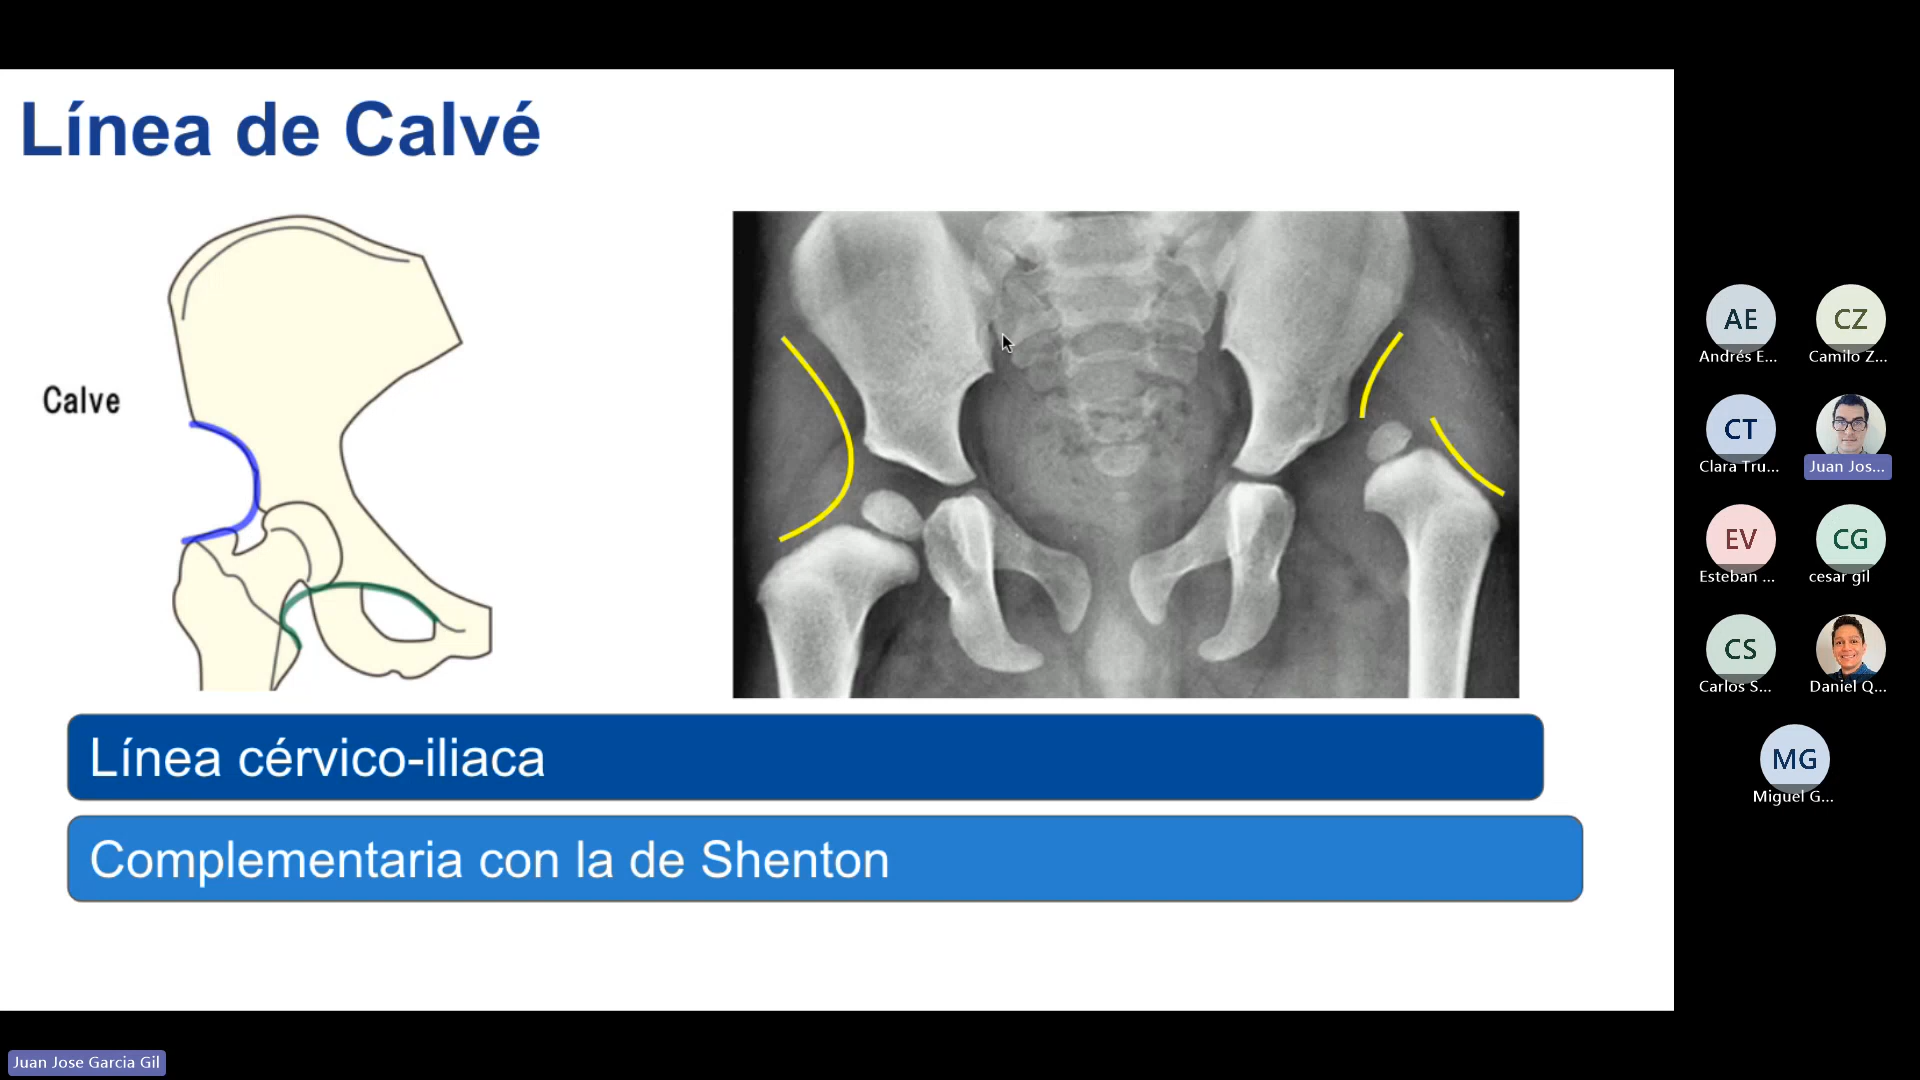 Línea de Calvé
Calve
Línea cérvico-iliaca
Complementaria con la de Shenton
AE
Andrés E...
CZ
Camilo Z...
CT
Clara Tru...
Juan Jos...
EV
Esteban ...
CG
cesar gil
CS
Carlos S...
Daniel Q...
MG
Miguel G...
Juan Jose Garcia Gil